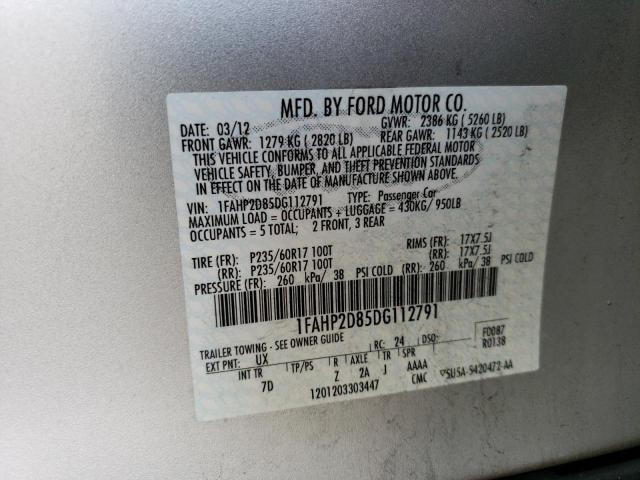 MFD. BY FORD MOTOR CO.
DATE: 03/12 GVWR: 2386 KG ( 5260 LB)
FRONT GAWR: 1279 KG ( 2820 LB) REAR GAWR: 1143 KG ( 2520 LB)
THIS VEHICLE CONFORMS TO ALL APPLICABLE FEDERAL MOTOR
VEHICLE SAFETY, BUMPER, AND THEFT PREVENTION STANDARDS
IN EFFECT ON THE DATE OF MANUFACTURE SHOWN ABOVE.
VIN: 1FAHP2D85DG112791 TYPE: Passenger Car
MAXIMUM LOAD = OCCUPANTS + LUGGAGE = 430KG/ 950LB
OCCUPANTS = 5 TOTAL; 2 FRONT, 3 REAR
TIRE (FR): P235/60R17 100T RIMS (FR): 17X7.5J
(RR): P235/60R17 100T (RR): 17X7.5J
PRESSURE (FR): 260 kPa/ 38 PSI COLD (RR): 260 kPa/ 38 PSI COLD
1FAHP2D85DG112791
TRAILER TOWING - SEE OWNER GUIDE
EXT PNT: UX RC: 24 DSO: F0087
R0138
INT TR TP/PS R AXLE TR SPR
7D Z 2A J AAAA
1201203303447 CMC 5U5A-5420472-AA